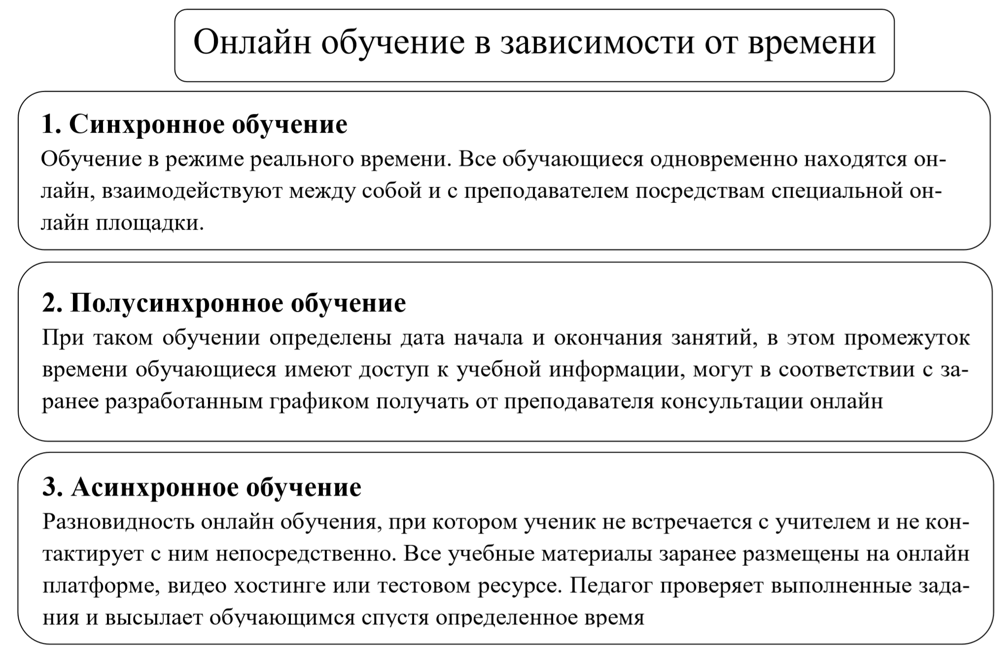 Онлайн обучение в зависимости от времени
1. Синхронное обучение
Обучение в режиме реального времени. Все обучающиеся одновременно находятся он-
лайн, взаимодействуют между собой и с преподавателем посредствам специальной он-
лайн площадки.
2. Полусинхронное обучение
При таком обучении определены дата начала и окончания занятий, в этом промежуток
времени обучающиеся имеют доступ к учебной информации, могут в соответствии с за-
ранее разработанным графиком получать от преподавателя консультации онлайн
3. Асинхронное обучение
Разновидность онлайн обучения, при котором ученик не встречается с учителем и не кон-
тактирует с ним непосредственно. Все учебные материалы заранее размещены на онлайн
платформе, видео хостинге или тестовом ресурсе. Педагог проверяет выполненные зада-
ния и высылает обучающимся спустя определенное время